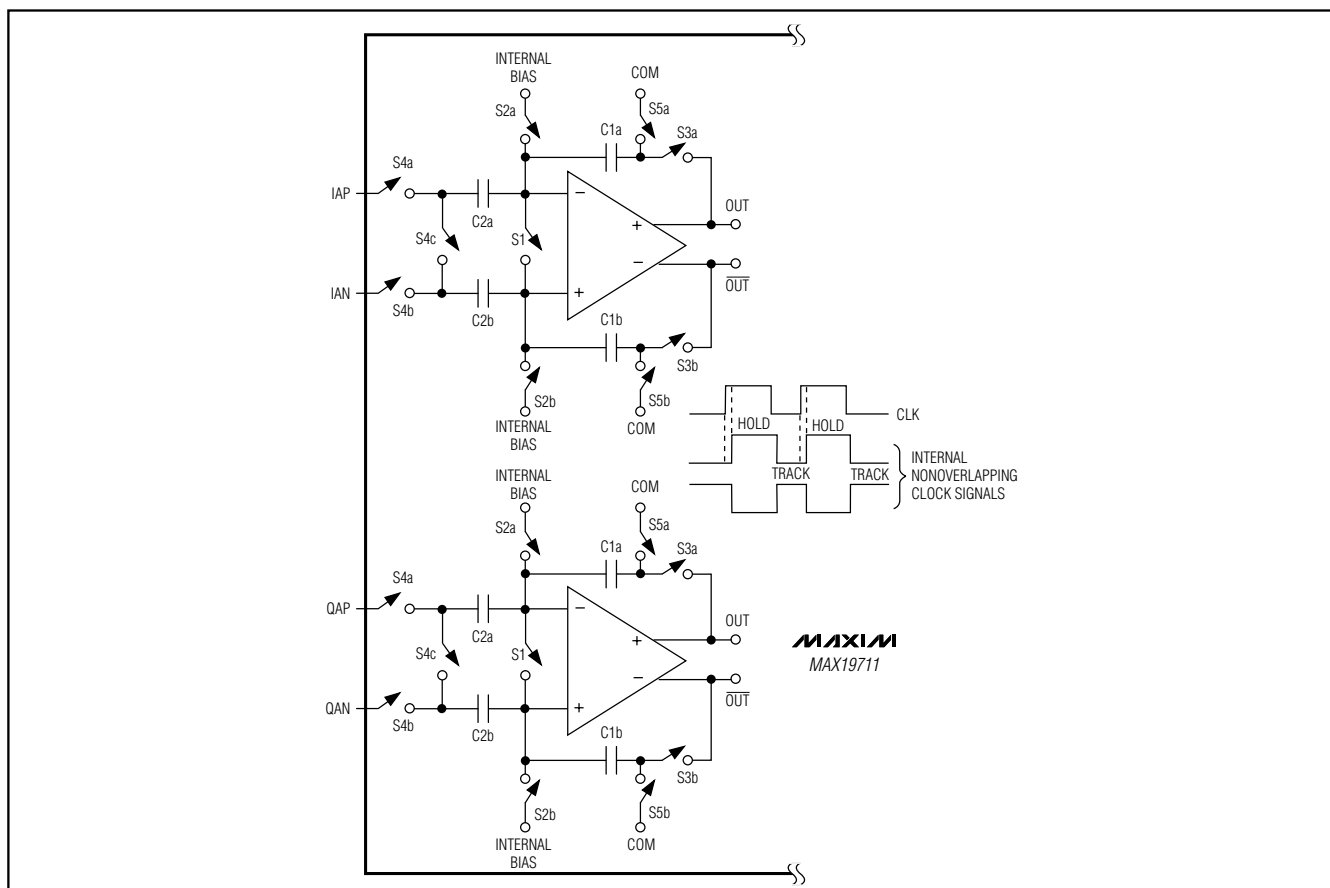 INTERNAL
BIAS
COM
S2a
S5a
C1a
S3a
S4a
IAP
−
C2a
OUT
+
S4c
S1
−
OUT
IAN
+
S4b
C2b
C1b
S3b
S2b
S5b
INTERNAL
BIAS
COM
CLK
HOLD
HOLD
TRACK
TRACK
INTERNAL
NONOVERLAPPING
CLOCK SIGNALS
INTERNAL
BIAS
COM
S2a
S5a
C1a
S3a
S4a
QAP
−
C2a
OUT
+
S4c
S1
−
OUT
QAN
+
S4b
C2b
C1b
S3b
S2b
S5b
INTERNAL
BIAS
COM
MAXIM
MAX19711